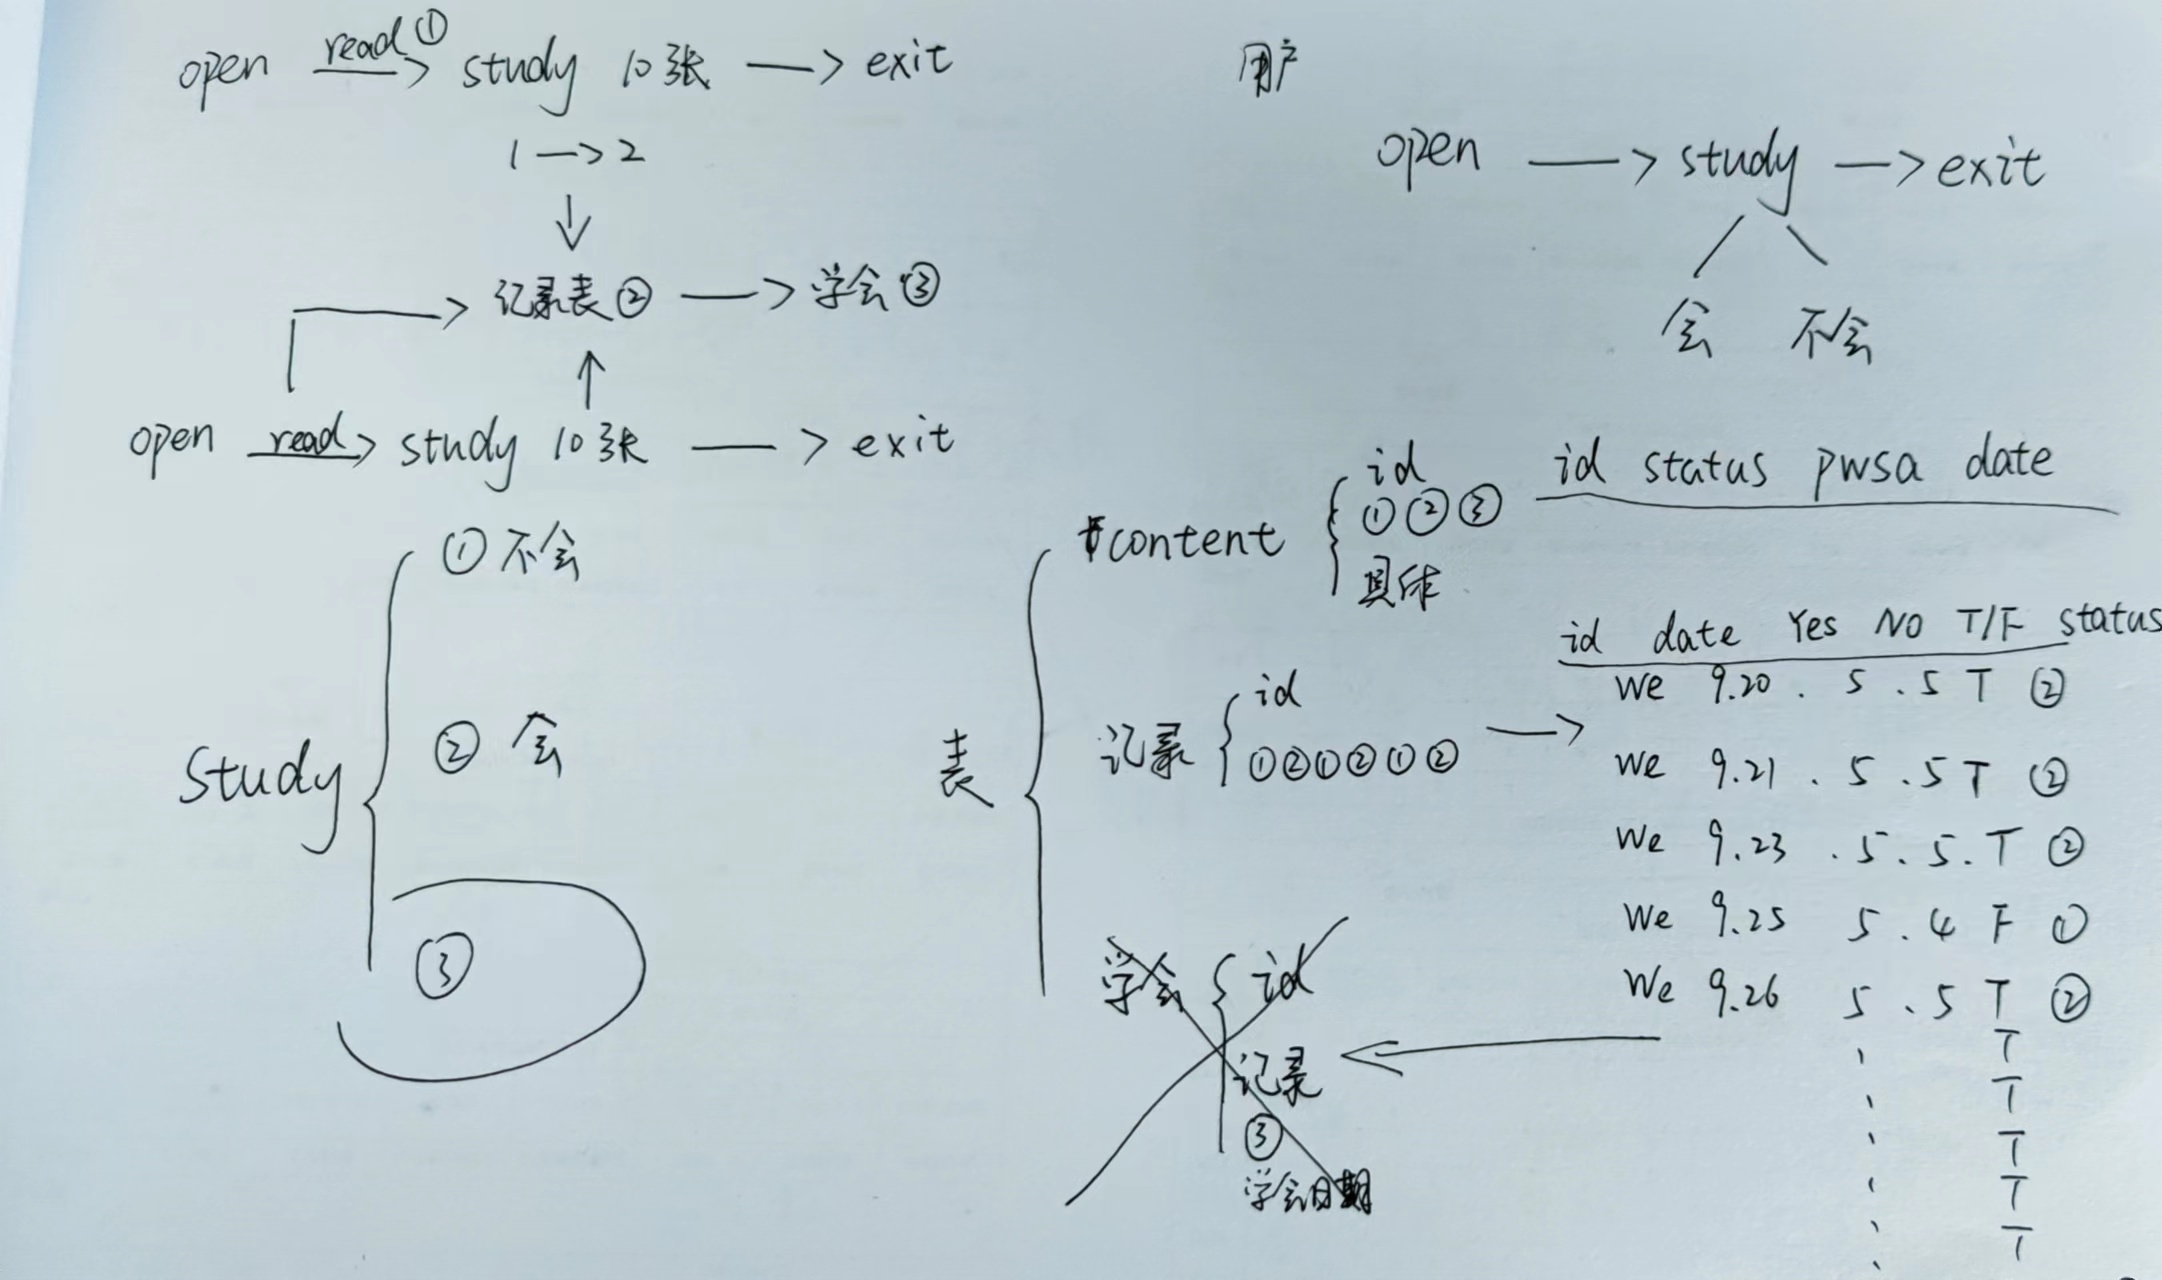 open read① → study 10张 → exit
1 → 2
↓
记录表② → 学会③
↑
open read → study 10张 → exit
Study
① 不会
② 会
③
用户
open → study → exit
会 不会
表
content
id
①②③
具体
id status pwsa date
记录
id
①②①②①②
→
id date Yes No T/F status
We 9.20 . 5 . 5 T ②
We 9.21 . 5 . 5 T ②
We 9.23 . 5 . 5 . T ②
We 9.25 5 . 4 F ①
We 9.26 5 . 5 T ②
T
T
T
T
T
学会
id
记录
③
学会日期